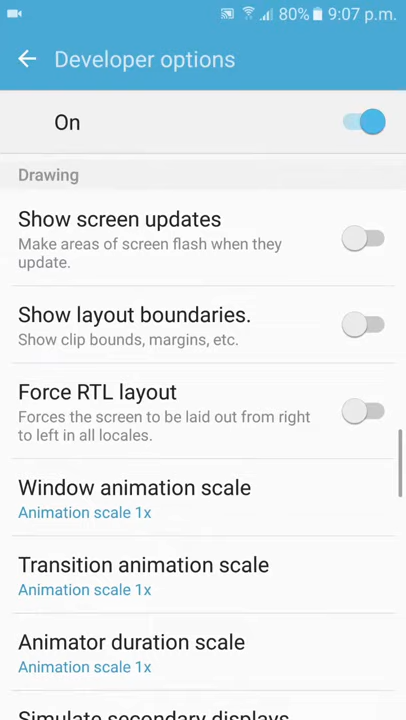 80% 9:07 p.m.
Developer options
On
Drawing
Show screen updates
Make areas of screen flash when they
update.
Show layout boundaries.
Show clip bounds, margins, etc.
Force RTL layout
Forces the screen to be laid out from right
to left in all locales.
Window animation scale
Animation scale 1x
Transition animation scale
Animation scale 1x
Animator duration scale
Animation scale 1x
Simulate secondary displays